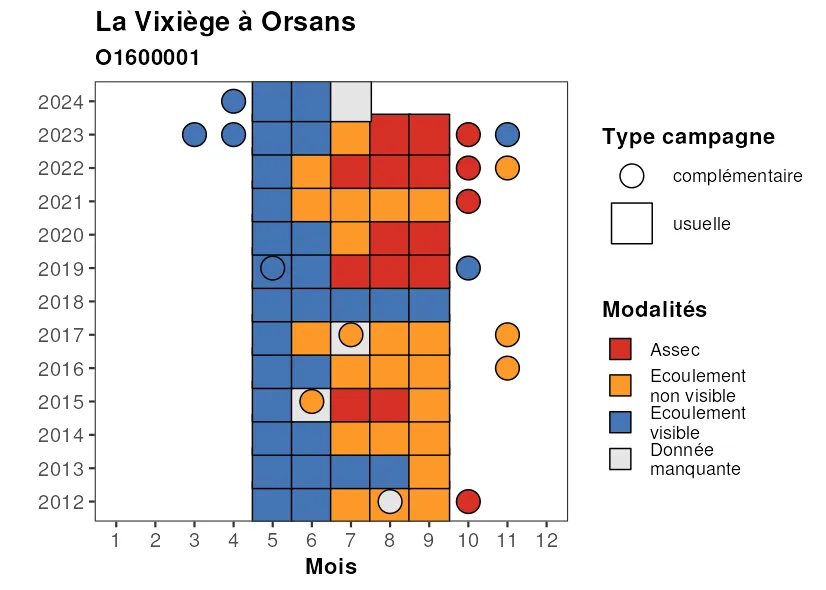 La Vixiège à Orsans
O1600001
2024
2023
2022
2021
2020
2019
2018
2017
2016
2015
2014
2013
2012
1 2 3 4 5 6 7 8 9 10 11 12
Mois
Type campagne
complémentaire
usuelle
Modalités
Assec
Ecoulement
non visible
Ecoulement
visible
Donnée
manquante